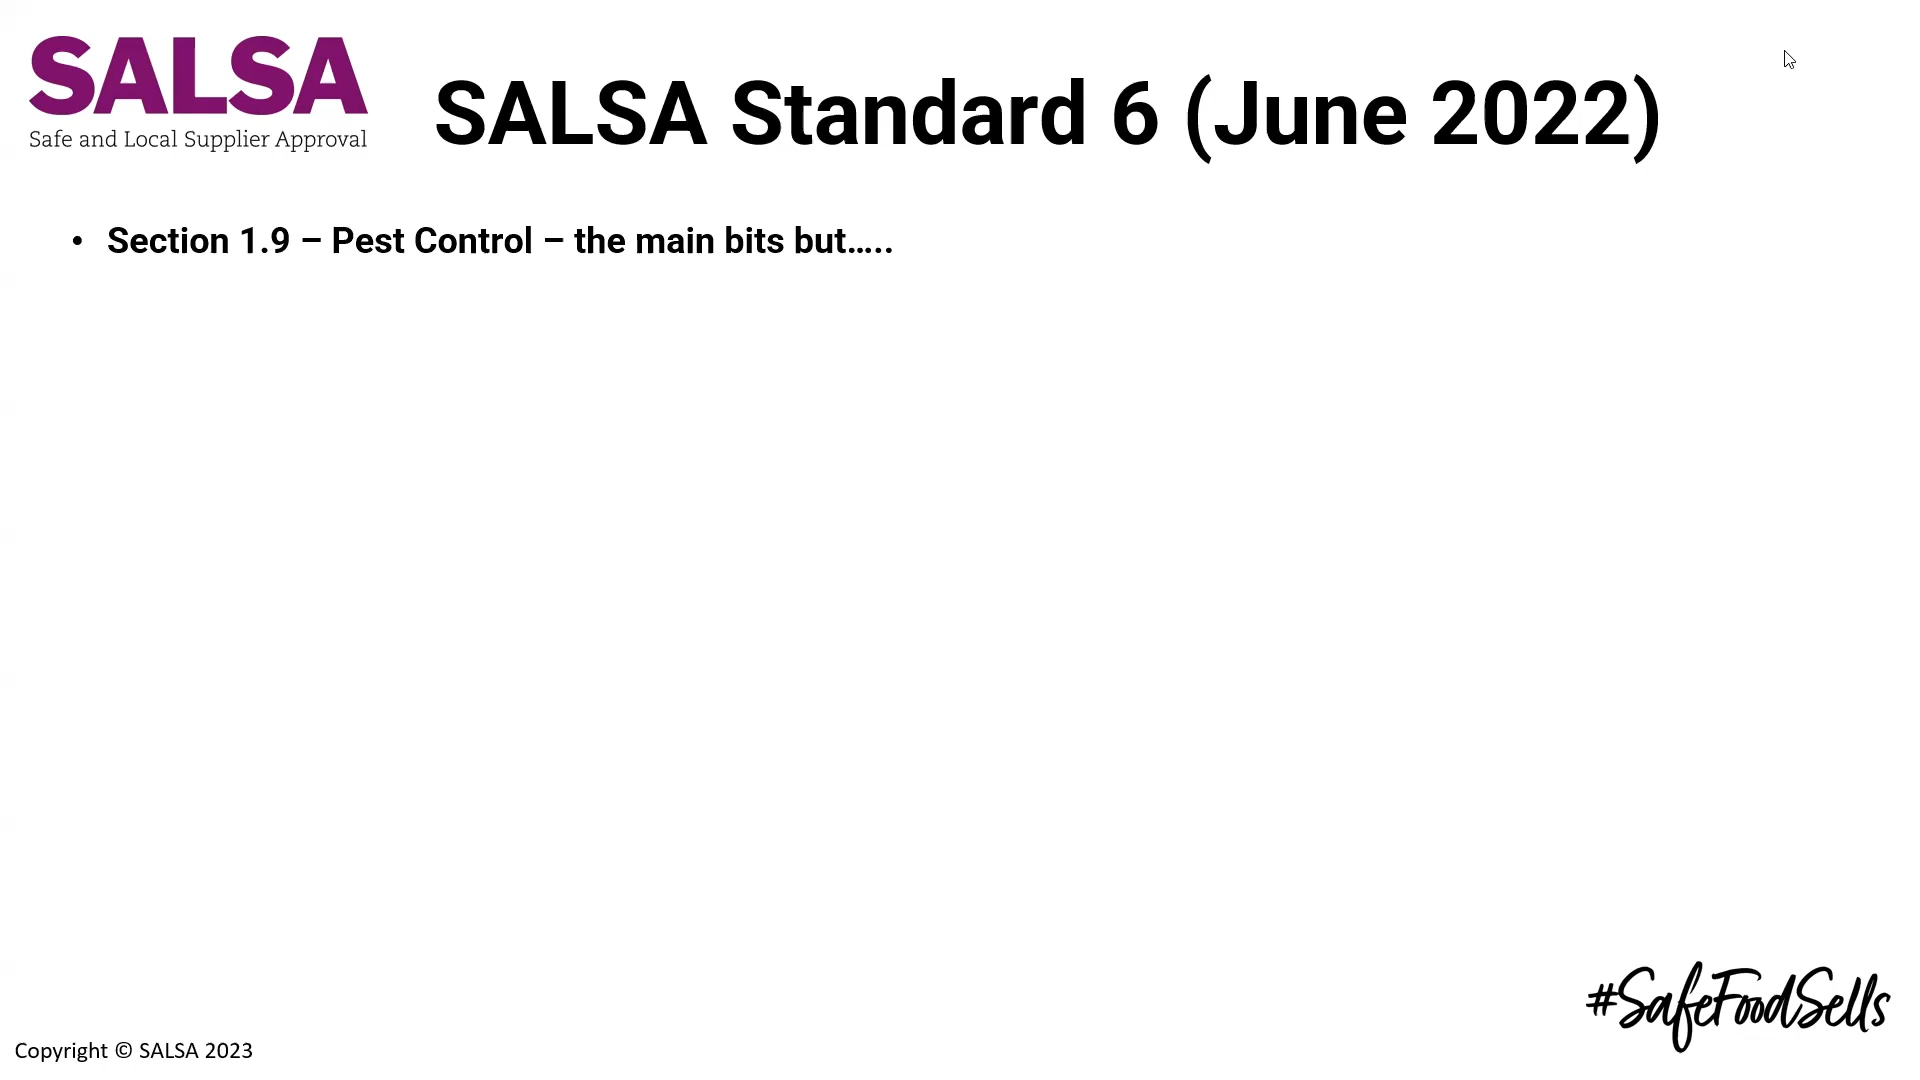 SALSA
Safe and Local Supplier Approval
SALSA Standard 6 (June 2022)
• Section 1.9 – Pest Control – the main bits but.....
#SafeFoodSells
Copyright © SALSA 2023